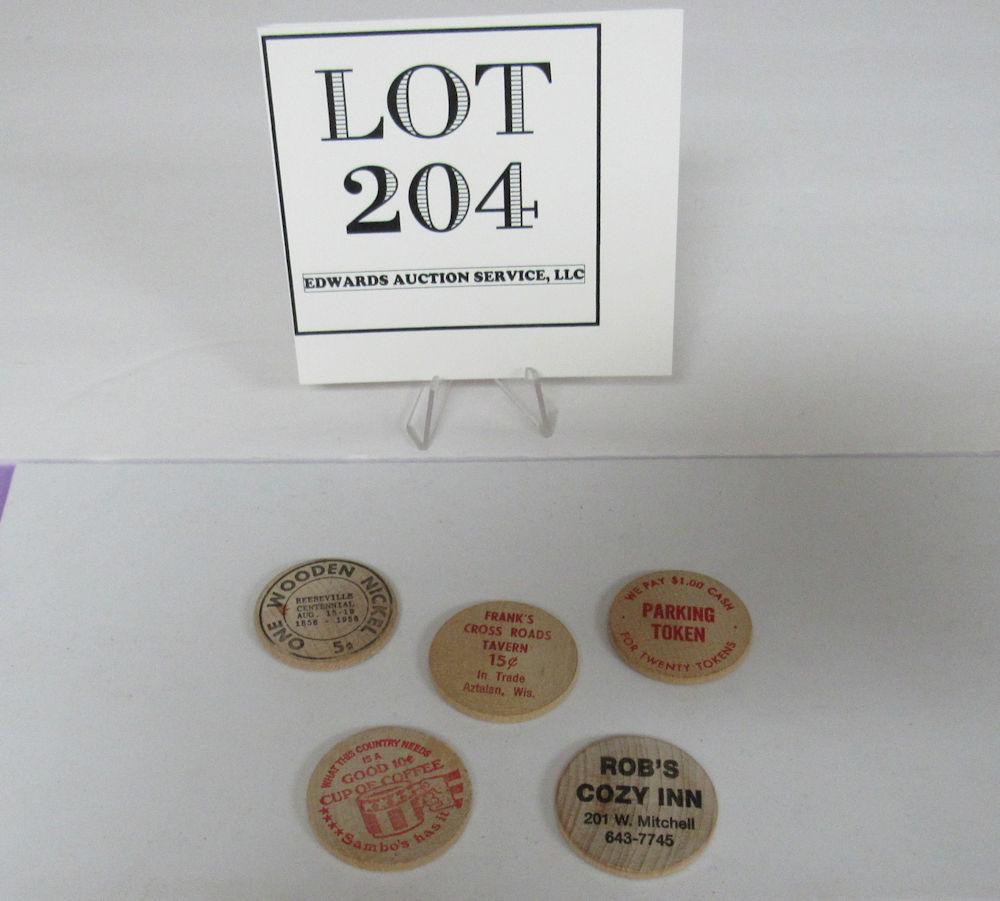 LOT
204
EDWARDS AUCTION SERVICE, LLC
ONE WOODEN NICKEL
REESEVILLE
CENTENNIAL
AUG. 15-19
1856 - 1956
5¢
FRANK'S
CROSS ROADS
TAVERN
15¢
In Trade
Aztalan, Wis.
WE PAY $1.00 CASH
PARKING
TOKEN
FOR TWENTY TOKENS
WHAT THIS COUNTRY NEEDS
IS A
GOOD 10¢
CUP OF COFFEE
Sambo's has it
ROB'S
COZY INN
201 W. Mitchell
643-7745